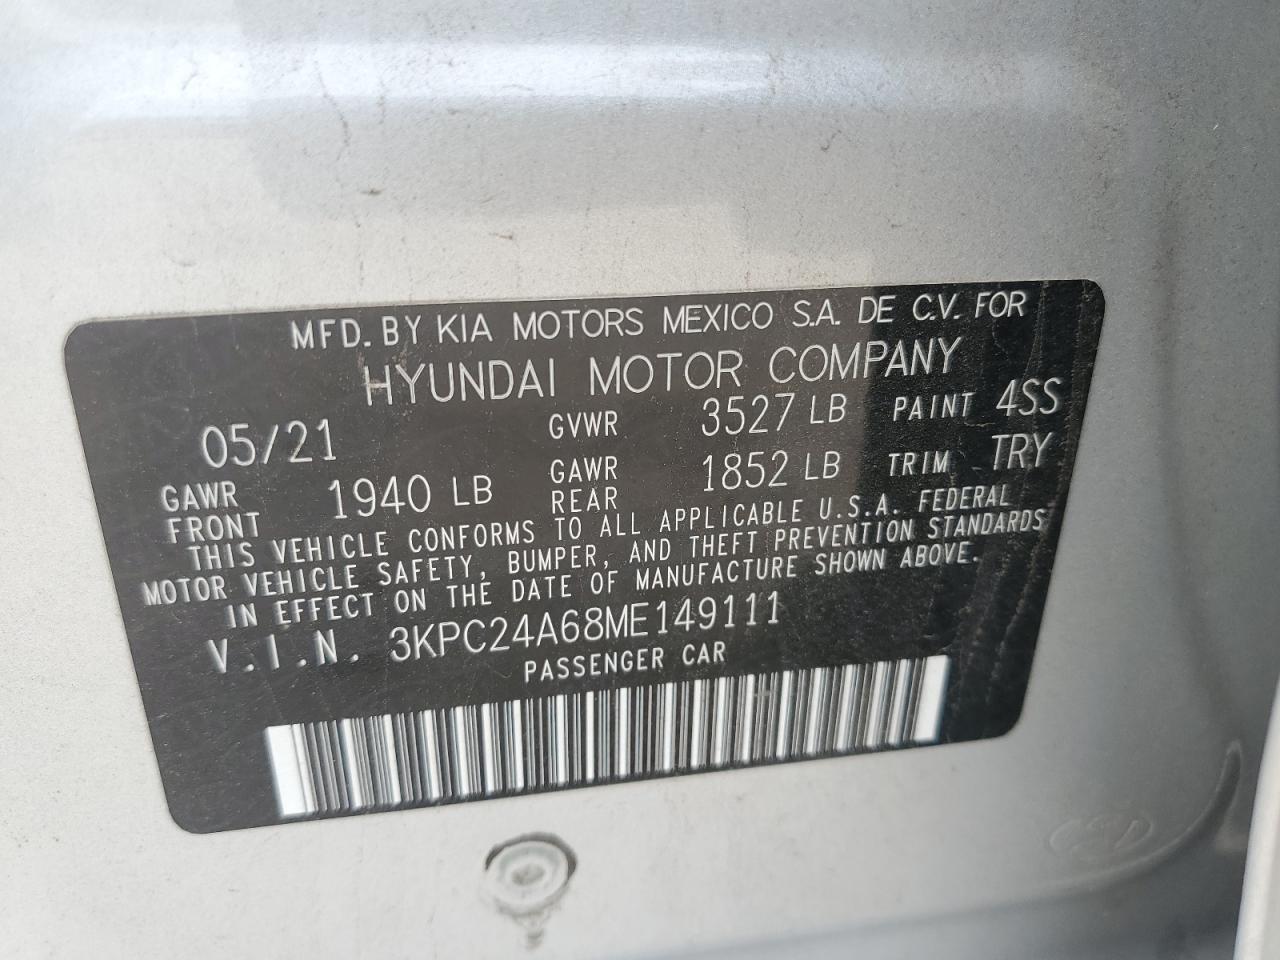 MFD. BY KIA MOTORS MEXICO S.A. DE C.V. FOR
HYUNDAI MOTOR COMPANY
05/21 GVWR 3527 LB PAINT 4SS
GAWR FRONT 1940 LB GAWR REAR 1852 LB TRIM TRY
THIS VEHICLE CONFORMS TO ALL APPLICABLE U.S.A. FEDERAL
MOTOR VEHICLE SAFETY, BUMPER, AND THEFT PREVENTION STANDARDS
IN EFFECT ON THE DATE OF MANUFACTURE SHOWN ABOVE.
V.I.N. 3KPC24A68ME149111
PASSENGER CAR